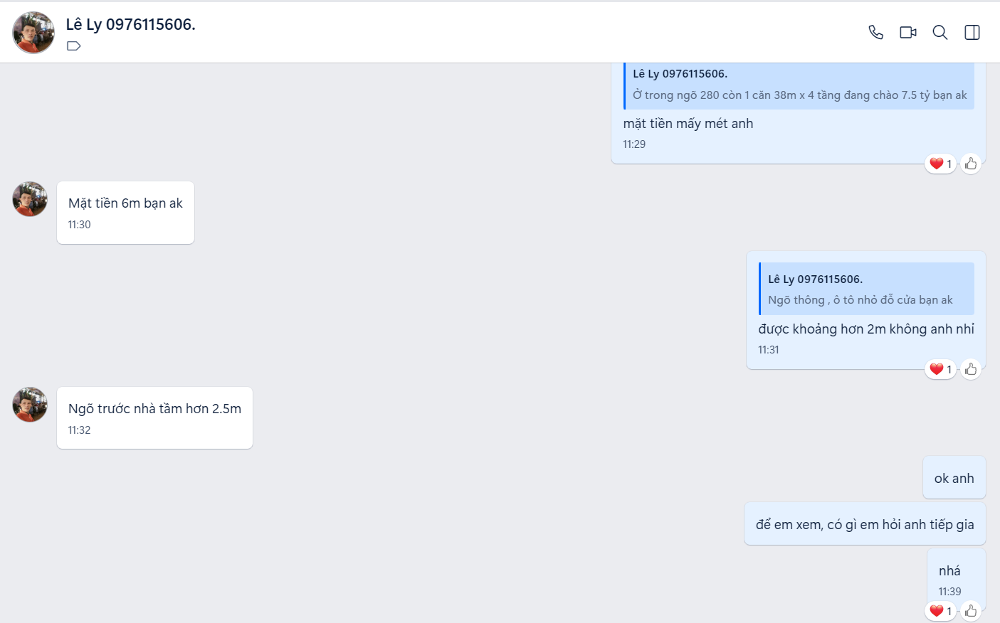 Lê Ly 0976115606.
Lê Ly 0976115606.
Ở trong ngõ 280 còn 1 căn 38m x 4 tầng đang chào 7.5 tỷ bạn ak
mặt tiền mấy mét anh
11:29
1
Mặt tiền 6m bạn ak
11:30
Lê Ly 0976115606.
Ngõ thông , ô tô nhỏ đỗ cửa bạn ak
được khoảng hơn 2m không anh nhỉ
11:31
1
Ngõ trước nhà tầm hơn 2.5m
11:32
ok anh
để em xem, có gì em hỏi anh tiếp gia
nhá
11:39
1